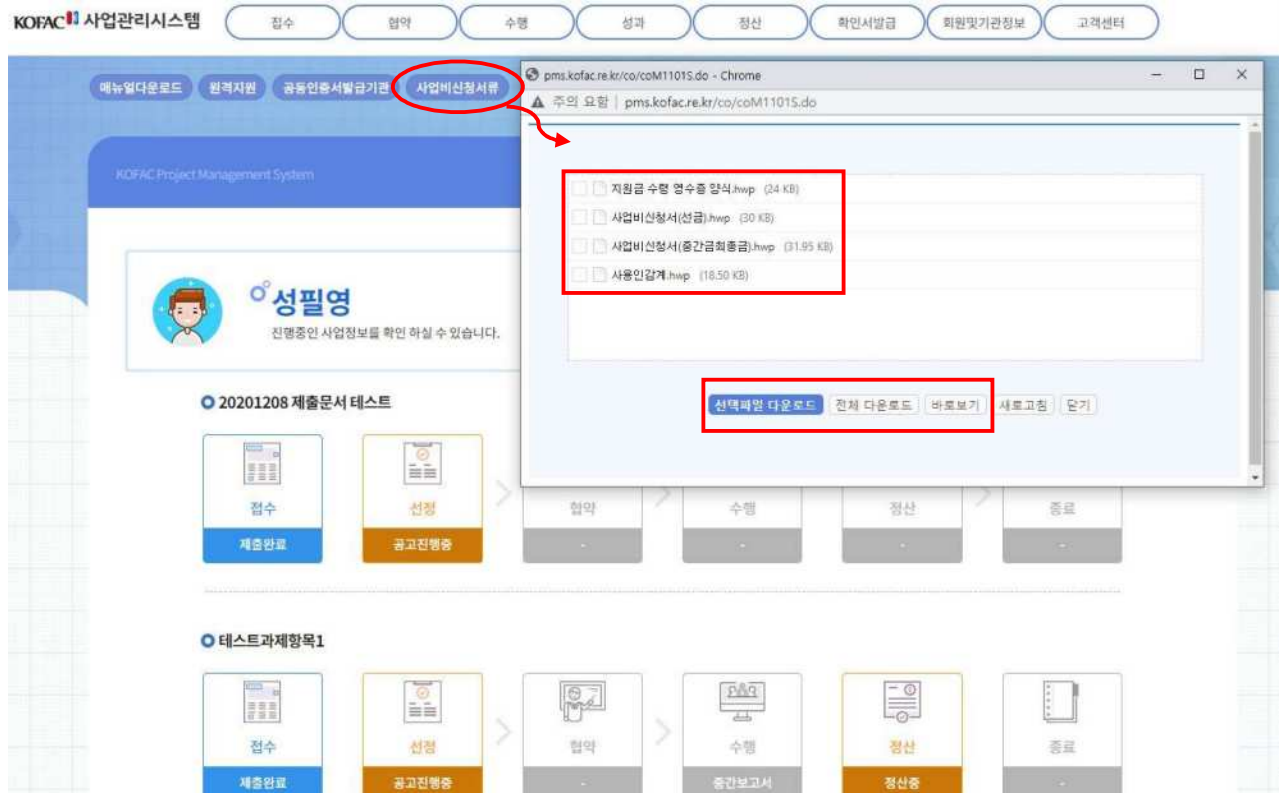 KOFAC 사업관리시스템
접수 협약 수행 성과 정산 확인서발급 회원및기관정보 고객센터
매뉴얼다운로드 원격지원 공동인증서발급기관 사업비신청서류
pms.kofac.re.kr/co/coM1101S.do - Chrome
주의 요함 | pms.kofac.re.kr/co/coM1101S.do
KOFAC Project Management System
지원금 수령 영수증 양식.hwp (24 KB)
사업비신청서(선금).hwp (30 KB)
사업비신청서(중간금최종금).hwp (31.95 KB)
사용인감계.hwp (18.50 KB)
선택파일 다운로드 전체 다운로드 바로보기 새로고침 닫기
성필영
진행중인 사업정보를 확인 하실 수 있습니다.
20201208 제출문서 테스트
접수 선정 협약 수행 정산 종료
제출완료 공고진행중 - - - -
테스트과제항목1
접수 선정 협약 수행 정산 종료
제출완료 공고진행중 - 중간보고서 정산중 -